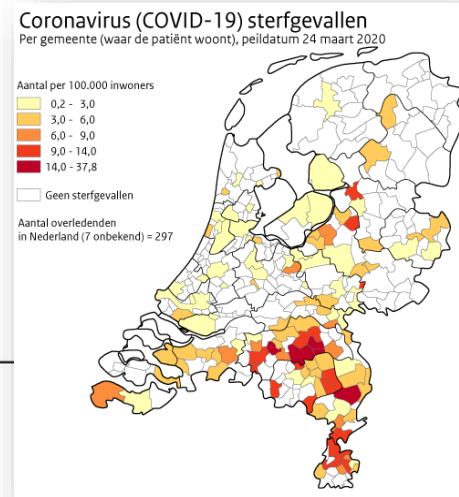 Coronavirus (COVID-19) sterfgevallen
Per gemeente (waar de patiënt woont), peildatum 24 maart 2020
Aantal per 100.000 inwoners
0,2 - 3,0
3,0 - 6,0
6,0 - 9,0
9,0 - 14,0
14,0 - 37,8
Geen sterfgevallen
Aantal overledenden
in Nederland (7 onbekend) = 297